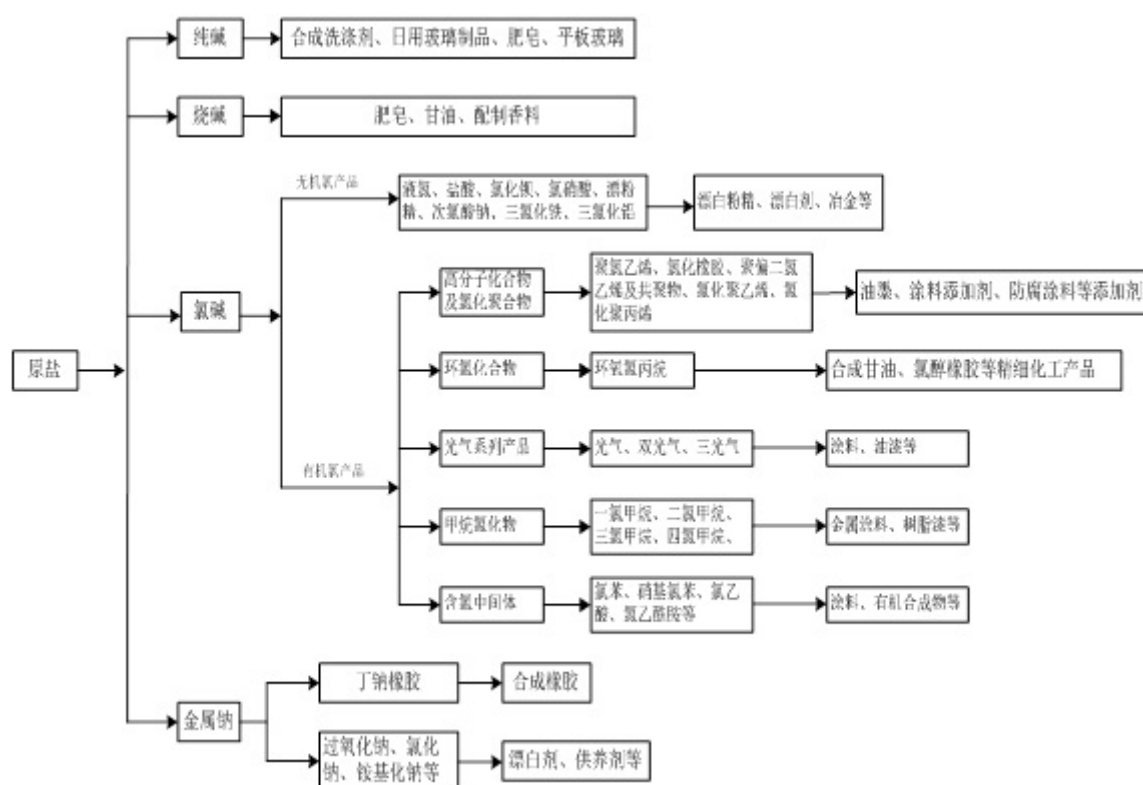 纯碱
合成洗涤剂、日用玻璃制品、肥皂、平板玻璃
烧碱
肥皂、甘油、配制香料
无机氯产品
液氯、盐酸、氯化钡、氯磺酸、漂粉
精、次氯酸钠、三氯化铁、三氯化铝
漂白粉精、漂白剂、冶金等
高分子化合物
及氯化聚合物
聚氯乙烯、氯化橡胶、聚偏二氯
乙烯及共聚物、氯化聚乙烯、氯
化聚丙烯
油墨、涂料添加剂、防腐涂料等添加剂
氯碱
原盐
环氯化合物
环氧氯丙烷
合成甘油、氯醇橡胶等精细化工产品
光气系列产品
光气、双光气、三光气
涂料、油漆等
有机氯产品
甲烷氯化物
一氯甲烷、二氯甲烷、
三氯甲烷、四氯甲烷、
金属涂料、树脂漆等
含氯中间体
氯苯、硝基氯苯、氯乙
酸、氯乙酰胺等
涂料、有机合成物等
丁钠橡胶
合成橡胶
金属钠
过氧化钠、氯化
钠、铵基化钠等
漂白剂、供养剂等